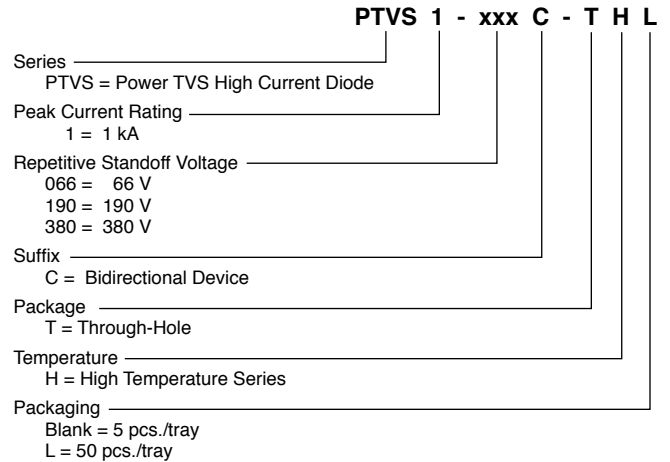 PTVS 1 - xxx C - T H L
Series
PTVS = Power TVS High Current Diode
Peak Current Rating
1 = 1 kA
Repetitive Standoff Voltage
066 = 66 V
190 = 190 V
380 = 380 V
Suffix
C = Bidirectional Device
Package
T = Through-Hole
Temperature
H = High Temperature Series
Packaging
Blank = 5 pcs./tray
L = 50 pcs./tray